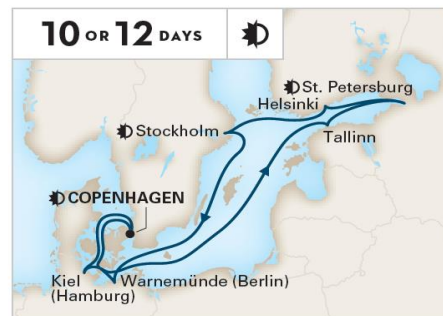 10 OR 12 DAYS
St. Petersburg
Helsinki
Stockholm
Tallinn
COPENHAGEN
Kiel
(Hamburg)
Warnemünde (Berlin)